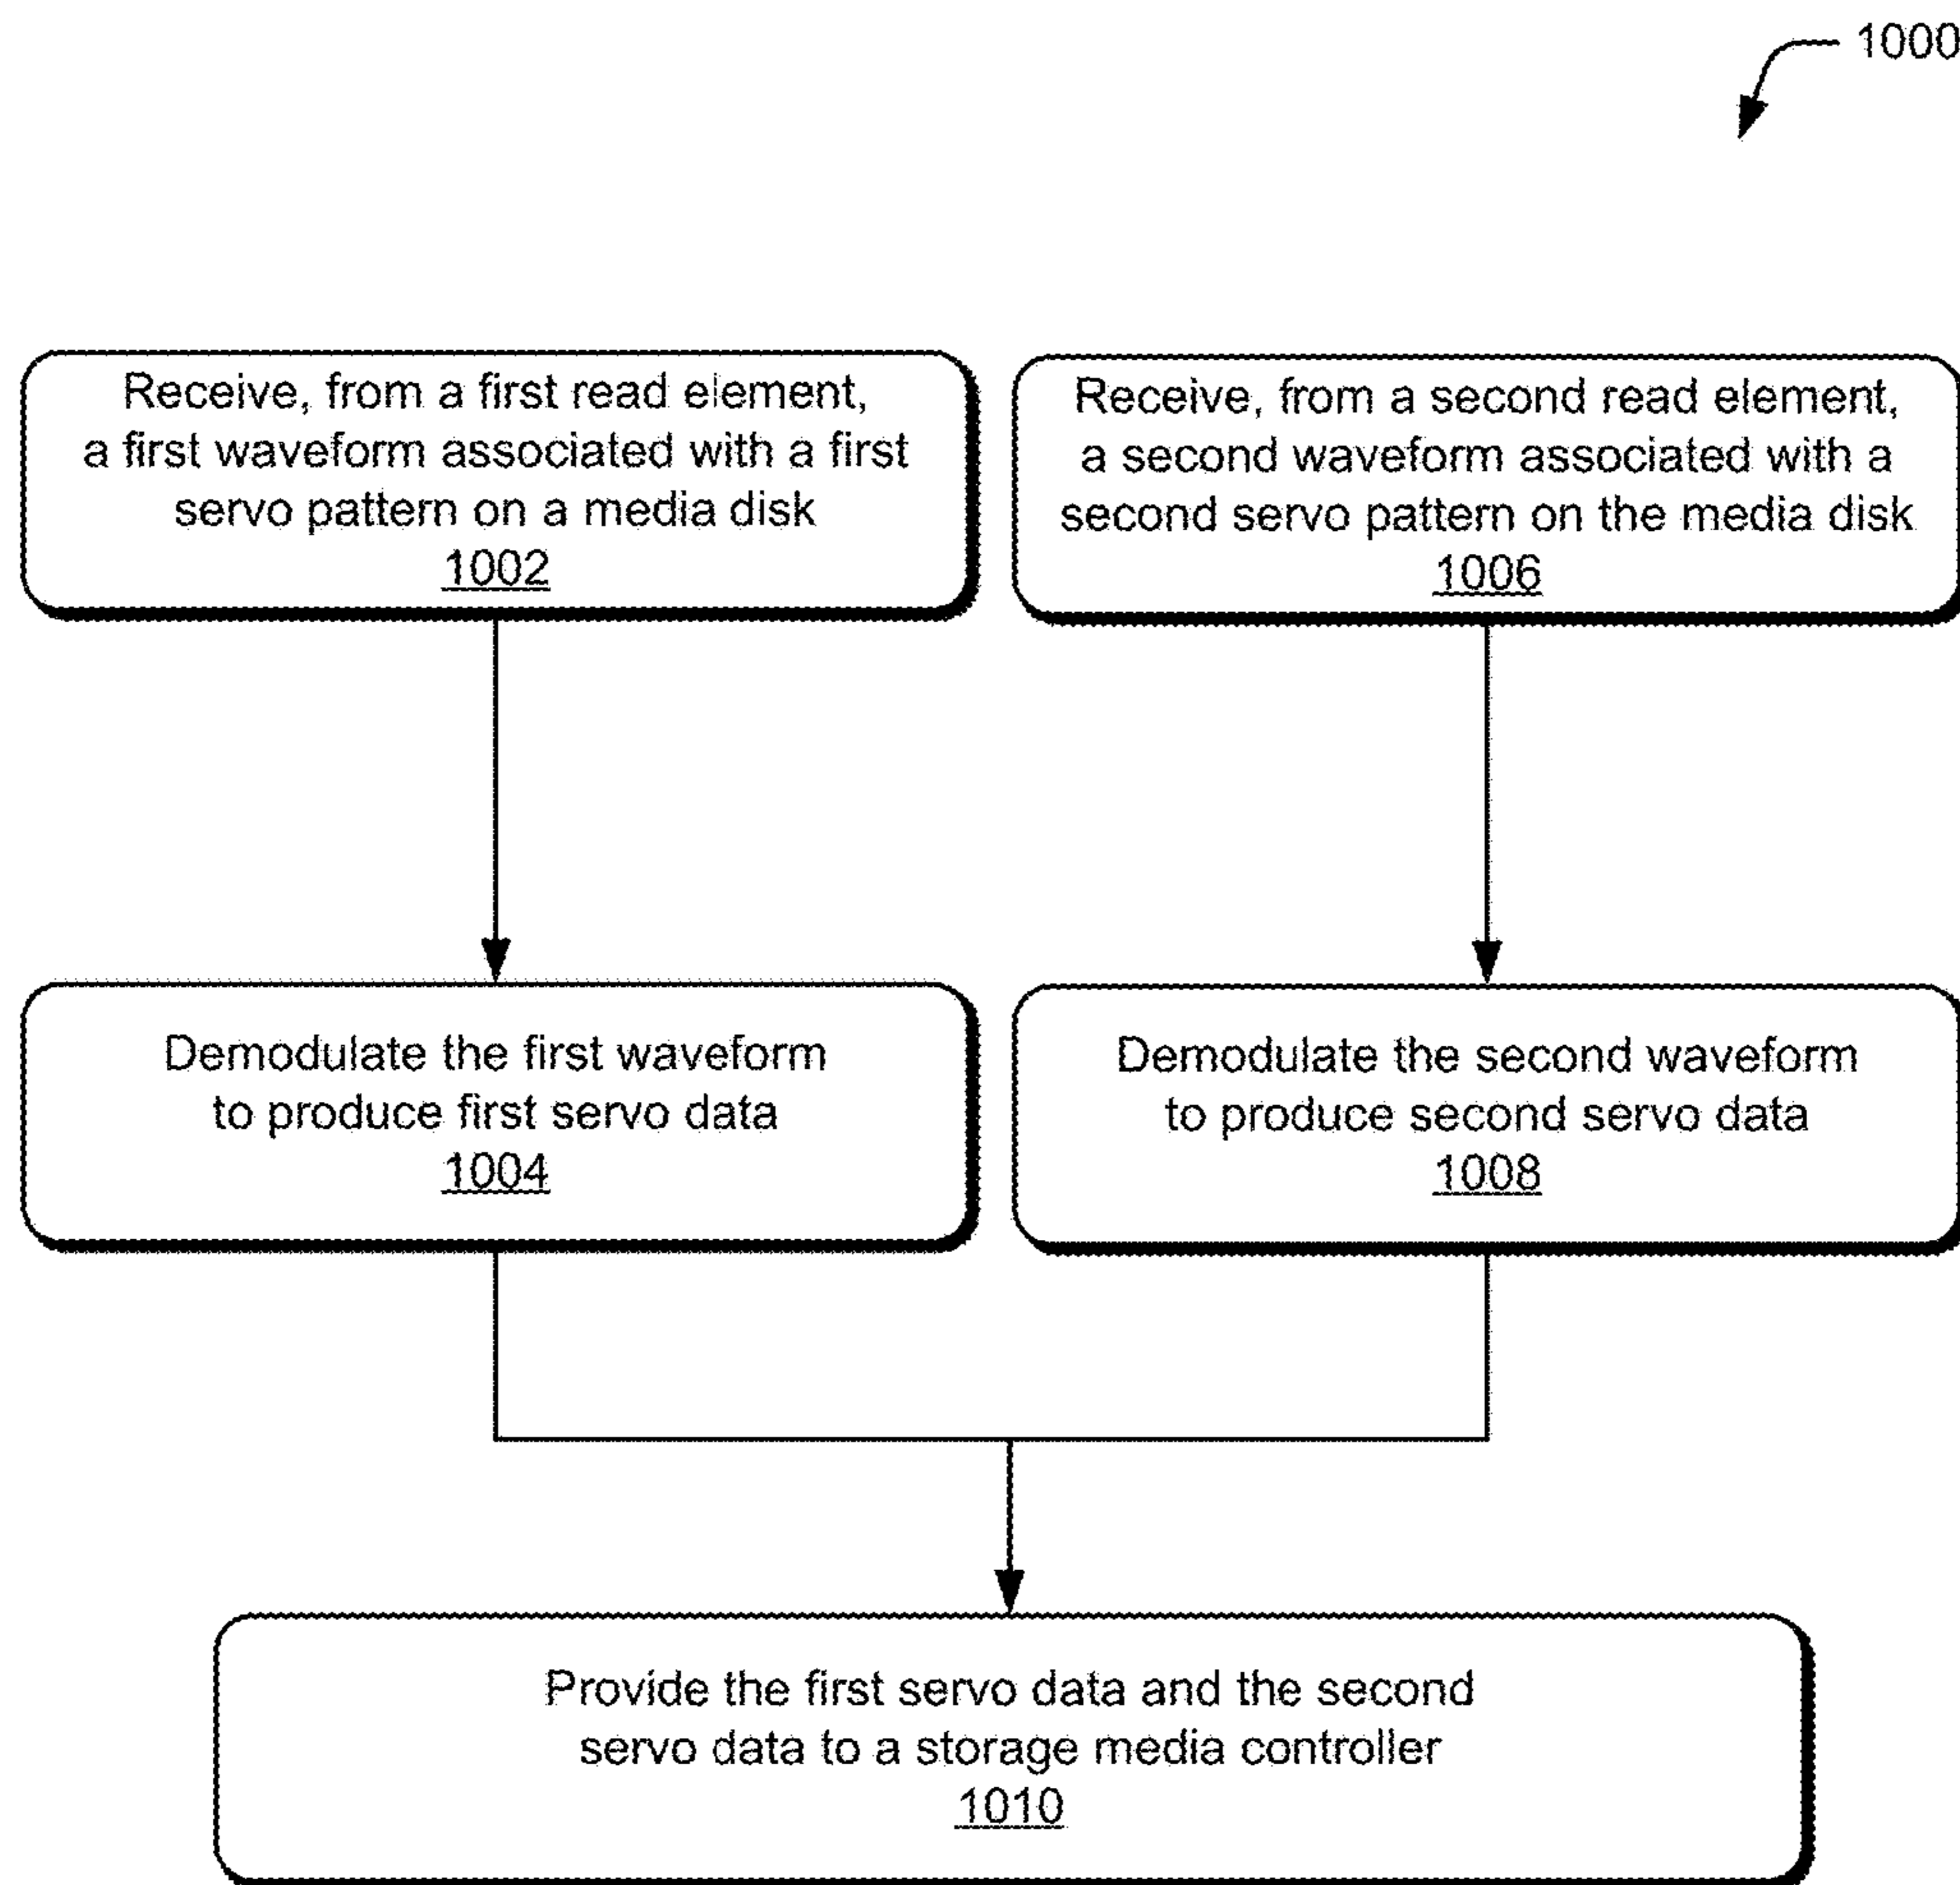 1000
Receive, from a first read element,
a first waveform associated with a first
servo pattern on a media disk
1002
Receive, from a second read element,
a second waveform associated with a
second servo pattern on the media disk
1006
Demodulate the first waveform
to produce first servo data
1004
Demodulate the second waveform
to produce second servo data
1008
Provide the first servo data and the second
servo data to a storage media controller
1010